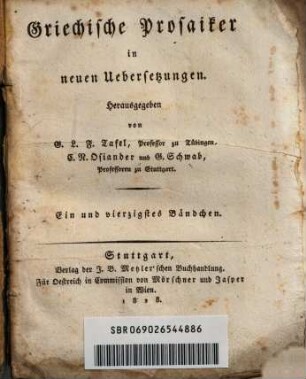 Griechische Prosaiker
in
neuen Uebersetzungen.
Herausgegeben
von
G. L. F. Tafel, Professor zu Tübingen,
C. N. Osiander und G. Schwab,
Professoren zu Stuttgart.
Ein und vierzigstes Bändchen.
Stuttgart,
Verlag der J. B. Metzler'schen Buchhandlung.
Für Oestreich in Commission von Mörschner und Jasper
in Wien.
1828.
SBR069026544886